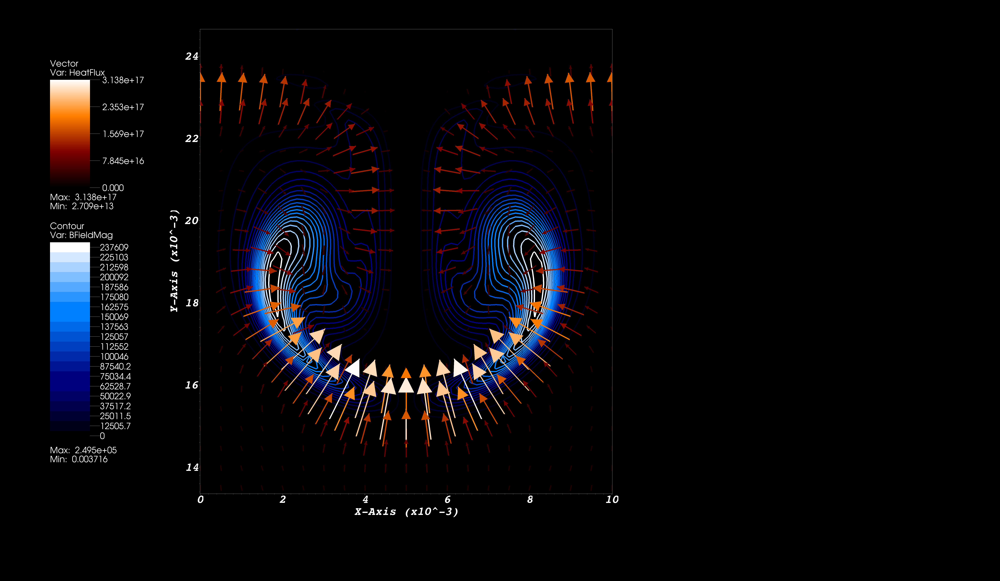 Vector
Var: HeatFlux
3.138e+17
2.353e+17
1.569e+17
7.845e+16
0.000
Max: 3.138e+17
Min: 2.709e+13
Contour
Var: BFieldMag
237609
225103
212598
200092
187586
175080
162575
150069
137563
125057
112552
100046
87540.2
75034.4
62528.7
50022.9
37517.2
25011.5
12505.7
0
Max: 2.495e+05
Min: 0.003716
Y-Axis (x10^-3)
24
22
20
18
16
14
0 2 4 6 8 10
X-Axis (x10^-3)